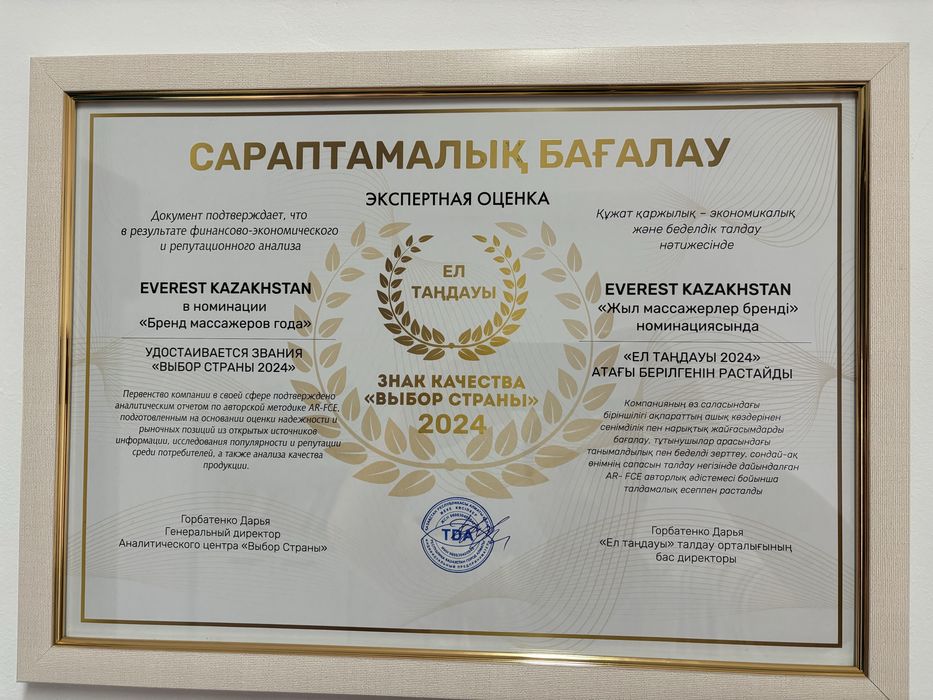 САРАПТАМАЛЫҚ БАҒАЛАУ
ЭКСПЕРТНАЯ ОЦЕНКА
Документ подтверждает, что
в результате финансово-экономического
и репутационного анализа
EVEREST KAZAKHSTAN
в номинации
«Бренд массажеров года»
УДОСТАИВАЕТСЯ ЗВАНИЯ
«ВЫБОР СТРАНЫ 2024»
Первенство компании в своей сфере подтверждено
аналитическим отчетом по авторской методике AR-FCE,
подготовленным на основании оценки надежности и
рыночных позиций из открытых источников
информации, исследования популярности и репутации
среди потребителей, а также анализа качества
продукции.
Горбатенко Дарья
Генеральный директор
Аналитического центра «Выбор Страны»
ЕЛ
ТАҢДАУЫ
ЗНАК КАЧЕСТВА
«ВЫБОР СТРАНЫ»
2024
TDA
Құжат қаржылық – экономикалық
және беделдік талдау
нәтижесінде
EVEREST KAZAKHSTAN
«Жыл массажерлер бренді»
номинациясында
«ЕЛ ТАҢДАУЫ 2024»
АТАҒЫ БЕРІЛГЕНІН РАСТАЙДЫ
Компанияның өз саласындағы
біріншілігі ақпараттың ашық көздерінен
сенімділік пен нарықтық жайғасымдарды
бағалау, тұтынушылар арасындағы
танымалдылық пен беделді зерттеу, сондай-ақ
өнімнің сапасын талдау негізінде дайындалған
AR- FCE авторлық әдістемесі бойынша
талдамалық есеппен расталды
Горбатенко Дарья
«Ел таңдауы» талдау орталығының
бас директоры